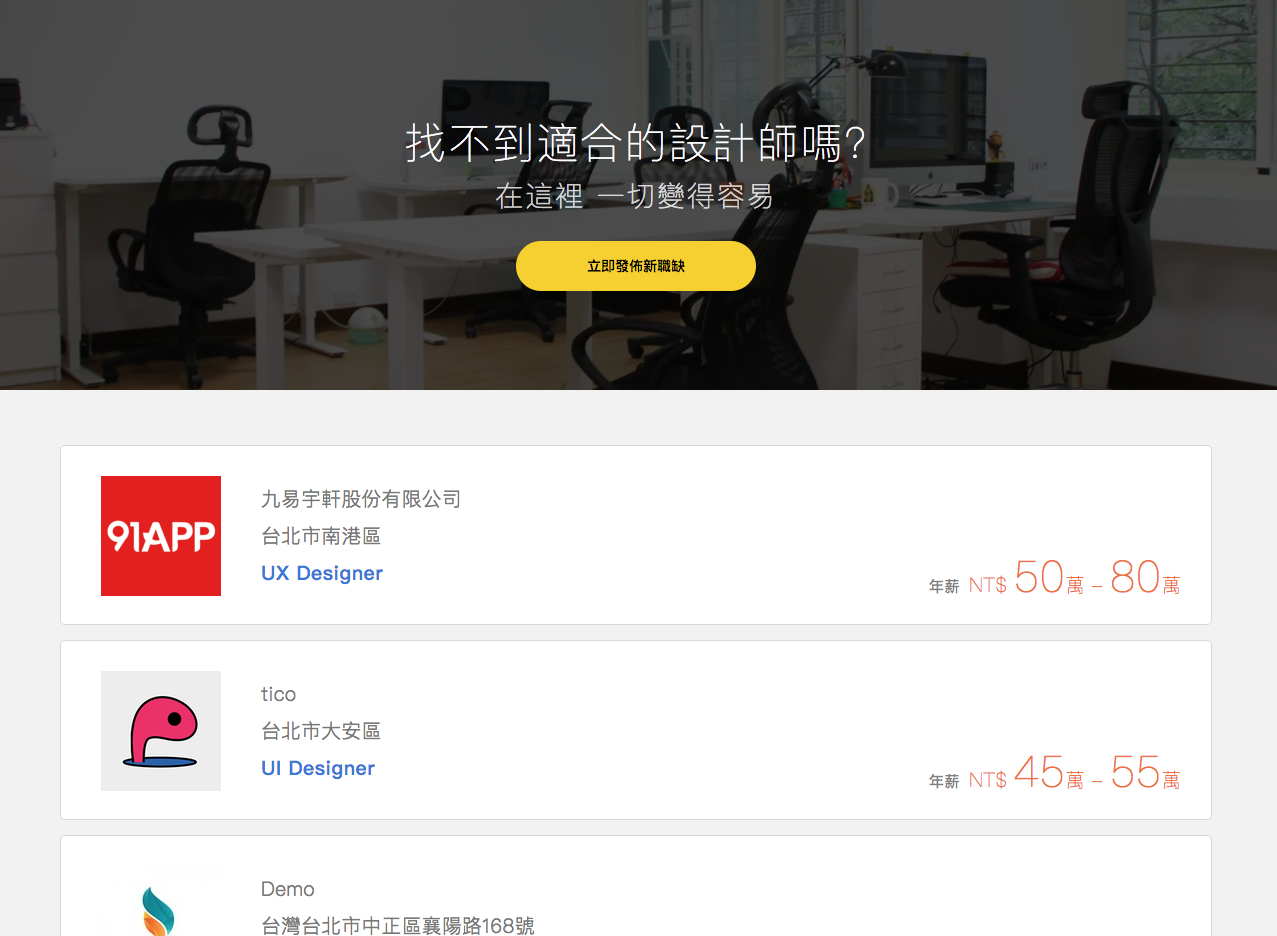 找不到適合的設計師嗎?
在這裡 一切變得容易
立即發佈新職缺
91APP
九易宇軒股份有限公司
台北市南港區
UX Designer
年薪 NT$ 50萬 – 80萬
tico
台北市大安區
UI Designer
年薪 NT$ 45萬 – 55萬
Demo
台灣台北市中正區襄陽路168號